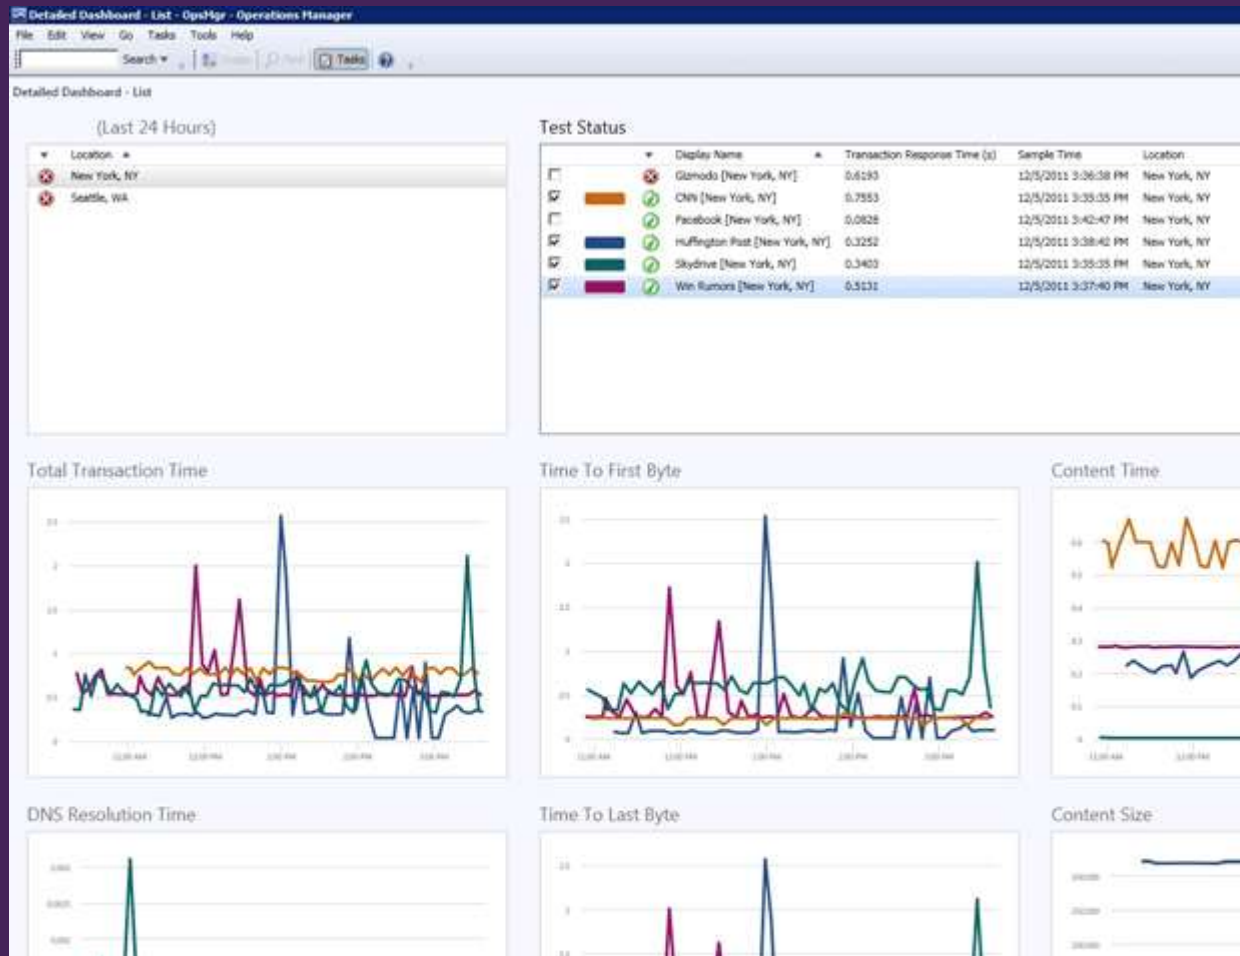 Detailed Dashboard - List - OpsMgr - Operations Manager
File Edit View Go Tasks Tools Help
Search Tasks
Detailed Dashboard - List
(Last 24 Hours)
Location
New York, NY
Seattle, WA
Test Status
Display Name Transaction Response Time (s) Sample Time Location
Gizmodo [New York, NY] 0.6193 12/5/2011 3:36:38 PM New York, NY
CNN [New York, NY] 0.7553 12/5/2011 3:35:35 PM New York, NY
Facebook [New York, NY] 0.0828 12/5/2011 3:42:47 PM New York, NY
Huffington Post [New York, NY] 0.3252 12/5/2011 3:38:42 PM New York, NY
Skydrive [New York, NY] 0.3403 12/5/2011 3:35:35 PM New York, NY
Win Rumors [New York, NY] 0.5131 12/5/2011 3:37:40 PM New York, NY
Total Transaction Time
Time To First Byte
Content Time
DNS Resolution Time
Time To Last Byte
Content Size